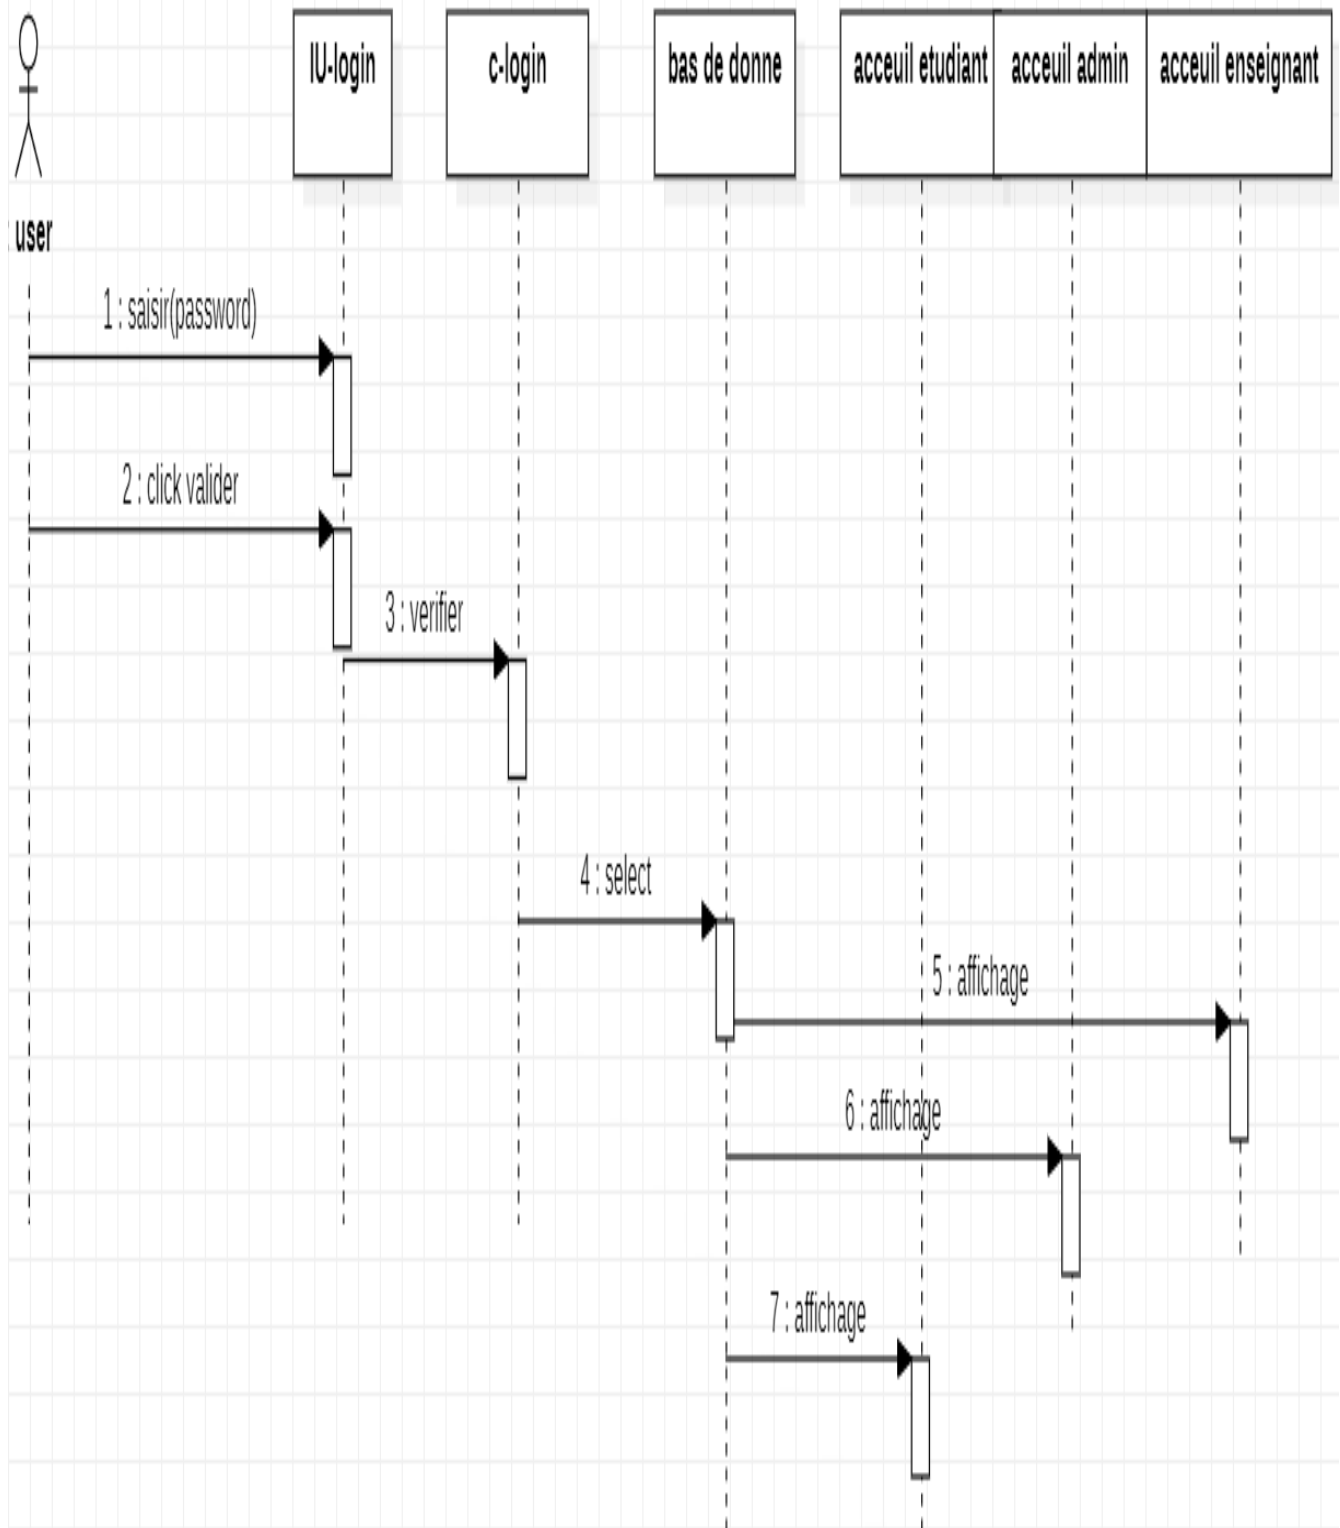 IU-login
c-login
bas de donne
acceuil etudiant
acceuil admin
acceuil enseignant
: user
1 : saisir(password)
2 : click valider
3 : verifier
4 : select
5 : affichage
6 : affichage
7 : affichage